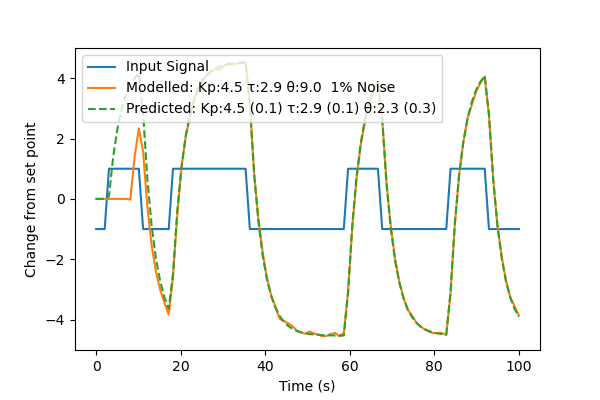 Input Signal
Modelled: Kp:4.5 τ:2.9 θ:9.0  1% Noise
Predicted: Kp:4.5 (0.1) τ:2.9 (0.1) θ:2.3 (0.3)
Change from set point
4
2
0
−2
−4
0 20 40 60 80 100
Time (s)